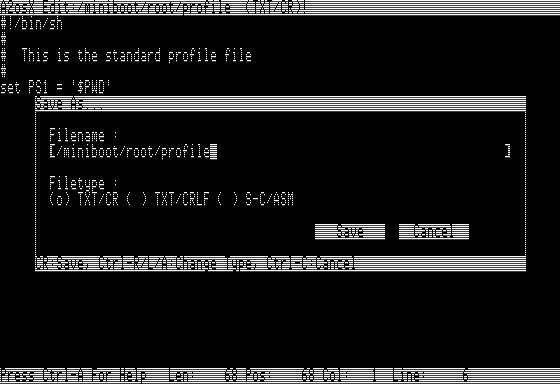 A2osX Edit:/miniboot/root/profile (TXT/CR)
#!/bin/sh
#
# This is the standard profile file
#
set PS1 = '$PWD'
Save As...
Filename :
[/miniboot/root/profile ]
Filetype :
(o) TXT/CR ( ) TXT/CRLF ( ) S-C/ASM
Save Cancel
CR:Save, Ctrl-R/L/A:Change Type, Ctrl-C:Cancel
Press Ctrl-A For Help Len: 68 Pos: 68 Col: 1 Line: 6